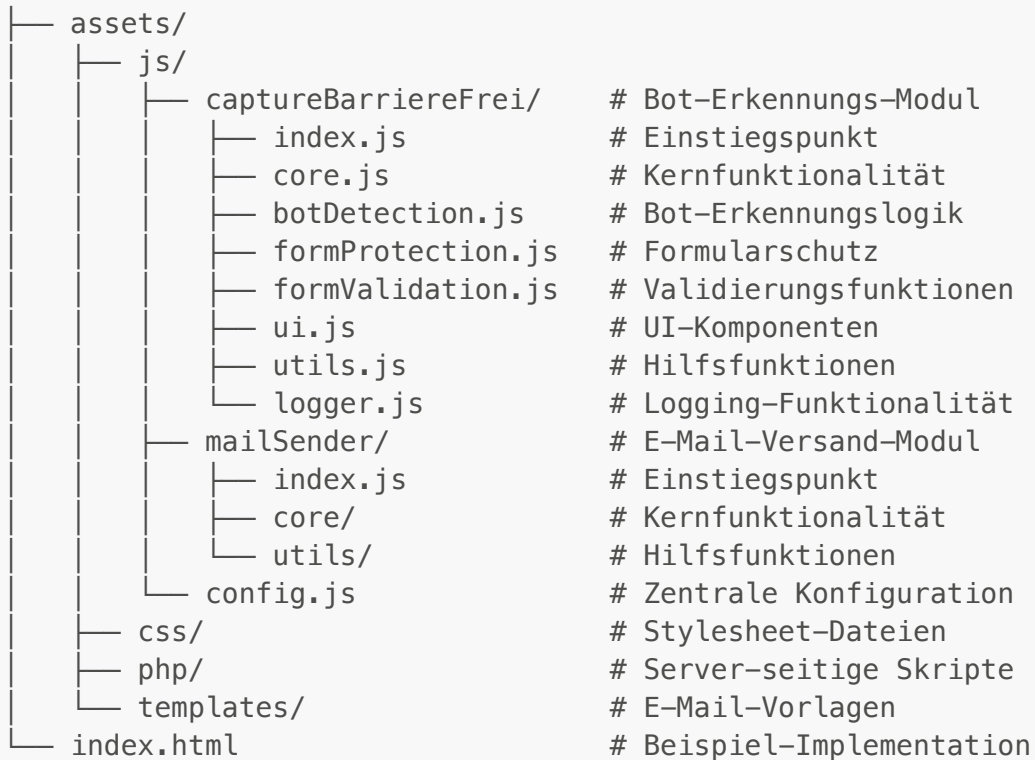 ├── assets/
│   ├── js/
│   │   ├── captureBarriereFrei/    # Bot-Erkennungs-Modul
│   │   │   ├── index.js            # Einstiegspunkt
│   │   │   ├── core.js             # Kernfunktionalität
│   │   │   ├── botDetection.js     # Bot-Erkennungslogik
│   │   │   ├── formProtection.js   # Formularschutz
│   │   │   ├── formValidation.js   # Validierungsfunktionen
│   │   │   ├── ui.js               # UI-Komponenten
│   │   │   ├── utils.js            # Hilfsfunktionen
│   │   │   └── logger.js           # Logging-Funktionalität
│   │   ├── mailSender/             # E-Mail-Versand-Modul
│   │   │   ├── index.js            # Einstiegspunkt
│   │   │   ├── core/               # Kernfunktionalität
│   │   │   └── utils/              # Hilfsfunktionen
│   │   └── config.js               # Zentrale Konfiguration
│   ├── css/                        # Stylesheet-Dateien
│   ├── php/                        # Server-seitige Skripte
│   └── templates/                  # E-Mail-Vorlagen
└── index.html                      # Beispiel-Implementation